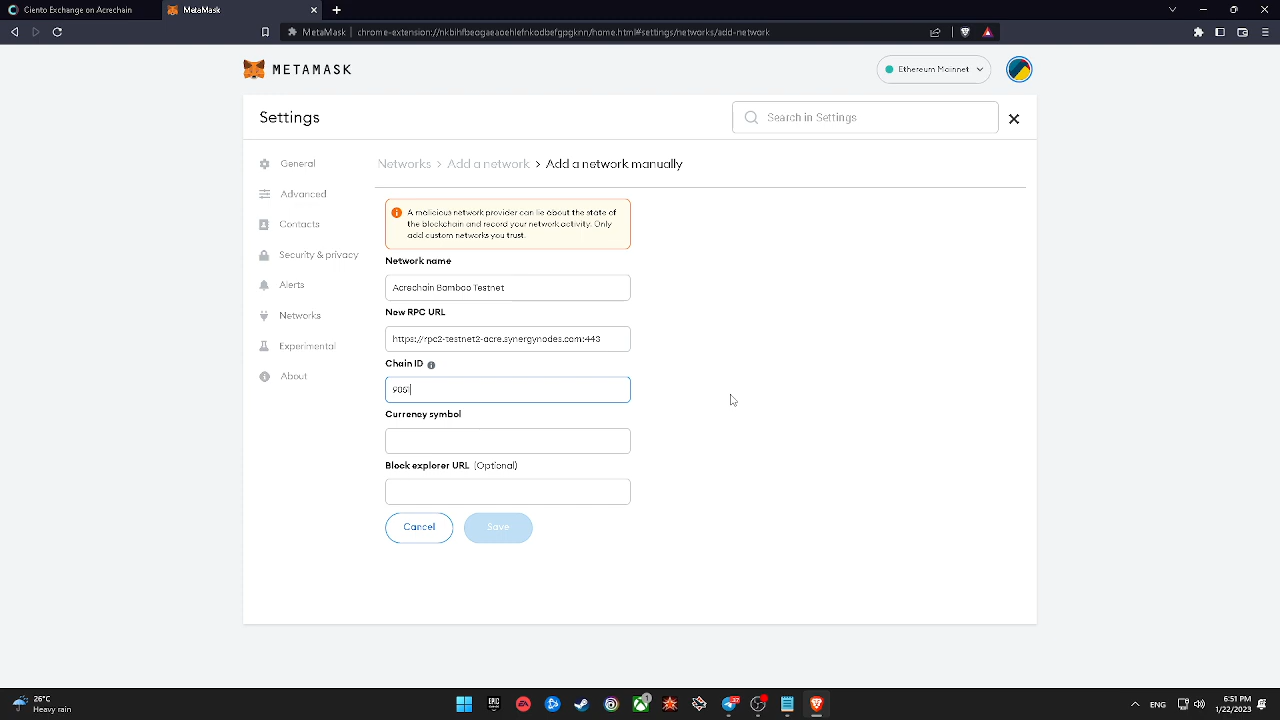 Ciento Exchange on Acrechain
MetaMask
MetaMask
chrome-extension://nkbihfbeogaeaoehlefnkodbefgpgknn/home.html#settings/networks/add-network
METAMASK
Ethereum Mainnet
Settings
Search in Settings
General
Advanced
Contacts
Security & privacy
Alerts
Networks
Experimental
About
Networks > Add a network > Add a network manually
A malicious network provider can lie about the state of
the blockchain and record your network activity. Only
add custom networks you trust.
Network name
Acrechain Bamboo Testnet
New RPC URL
https://rpc2-testnet2-acre.synergynodes.com:443
Chain ID
9051
Currency symbol
Block explorer URL (Optional)
Cancel
Save
26°C
Heavy rain
EPIC
EA
1
ENG
6:51 PM
1/22/2023